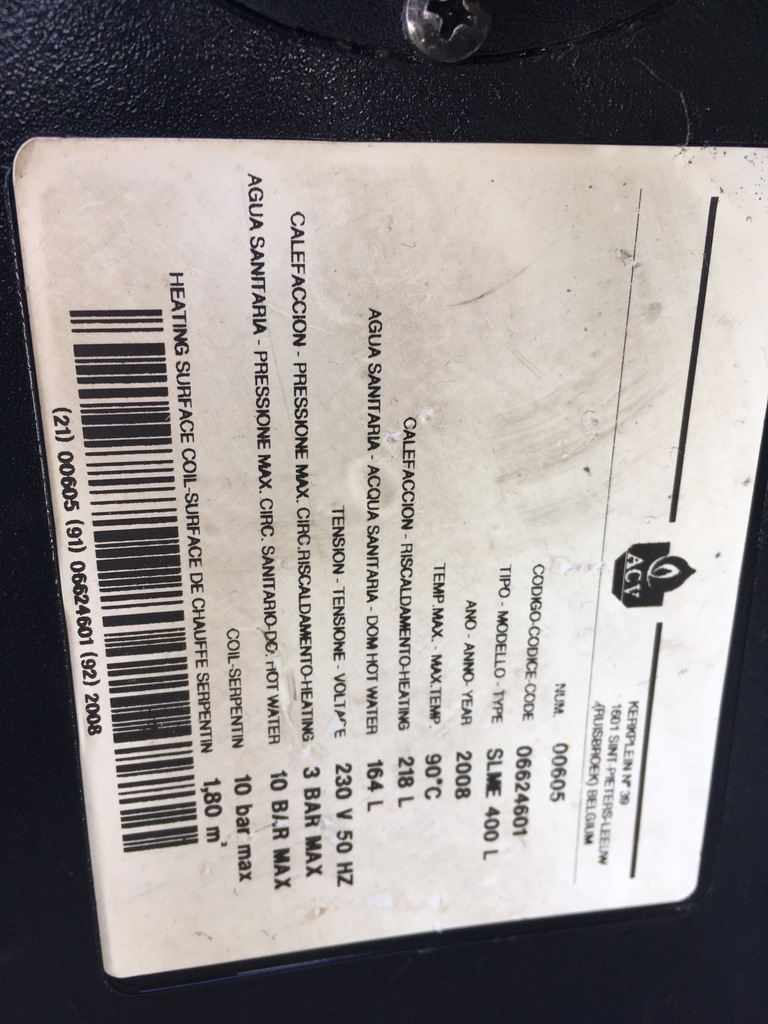 ACV
KERKPLEIN N° 39
1601 SINT-PIETERS-LEEUW
(RUISBROEK) BELGIUM
NUM. 00605
CODIGO-CODICE-CODE 06624601
TIPO - MODELLO - TYPE SLME 400 L
ANO - ANNO- YEAR 2008
TEMP.MAX. - MAX.TEMP. 90°C
CALEFACCION - RISCALDAMENTO-HEATING 218 L
AGUA SANITARIA - ACQUA SANITARIA - DOM HOT WATER 164 L
TENSION - TENSIONE - VOLTAGE 230 V 50 HZ
CALEFACCION - PRESSIONE MAX. CIRC.RISCALDAMENTO-HEATING 3 BAR MAX
AGUA SANITARIA - PRESSIONE MAX. CIRC. SANITARIO-DO. HOT WATER 10 BAR MAX
COIL-SERPENTIN 10 bar max
HEATING SURFACE COIL-SURFACE DE CHAUFFE SERPENTIN 1,80 m²
(21) 00605 (91) 06624601 (92) 2008